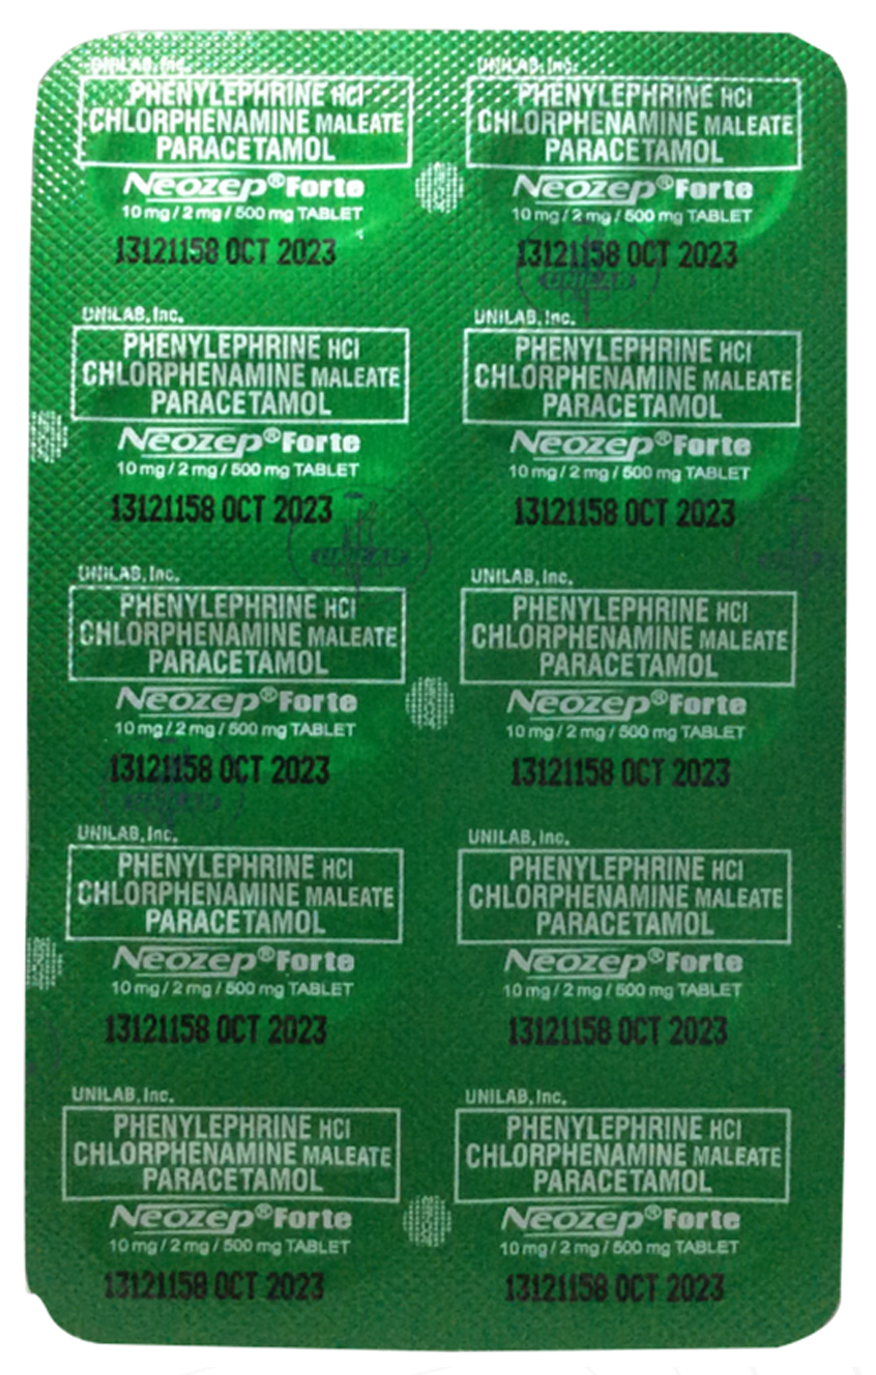 UNILAB, Inc.
PHENYLEPHRINE HCl
CHLORPHENAMINE MALEATE
PARACETAMOL
Neozep® Forte
10 mg / 2 mg / 500 mg TABLET
13121158 OCT 2023
UNILAB, Inc.
PHENYLEPHRINE HCl
CHLORPHENAMINE MALEATE
PARACETAMOL
Neozep® Forte
10 mg / 2 mg / 500 mg TABLET
13121158 OCT 2023
UNILAB, Inc.
PHENYLEPHRINE HCl
CHLORPHENAMINE MALEATE
PARACETAMOL
Neozep® Forte
10 mg / 2 mg / 500 mg TABLET
13121158 OCT 2023
UNILAB, Inc.
PHENYLEPHRINE HCl
CHLORPHENAMINE MALEATE
PARACETAMOL
Neozep® Forte
10 mg / 2 mg / 500 mg TABLET
13121158 OCT 2023
UNILAB, Inc.
PHENYLEPHRINE HCl
CHLORPHENAMINE MALEATE
PARACETAMOL
Neozep® Forte
10 mg / 2 mg / 500 mg TABLET
13121158 OCT 2023
UNILAB, Inc.
PHENYLEPHRINE HCl
CHLORPHENAMINE MALEATE
PARACETAMOL
Neozep® Forte
10 mg / 2 mg / 500 mg TABLET
13121158 OCT 2023
UNILAB, Inc.
PHENYLEPHRINE HCl
CHLORPHENAMINE MALEATE
PARACETAMOL
Neozep® Forte
10 mg / 2 mg / 500 mg TABLET
13121158 OCT 2023
UNILAB, Inc.
PHENYLEPHRINE HCl
CHLORPHENAMINE MALEATE
PARACETAMOL
Neozep® Forte
10 mg / 2 mg / 500 mg TABLET
13121158 OCT 2023
UNILAB, Inc.
PHENYLEPHRINE HCl
CHLORPHENAMINE MALEATE
PARACETAMOL
Neozep® Forte
10 mg / 2 mg / 500 mg TABLET
13121158 OCT 2023
UNILAB, Inc.
PHENYLEPHRINE HCl
CHLORPHENAMINE MALEATE
PARACETAMOL
Neozep® Forte
10 mg / 2 mg / 500 mg TABLET
13121158 OCT 2023